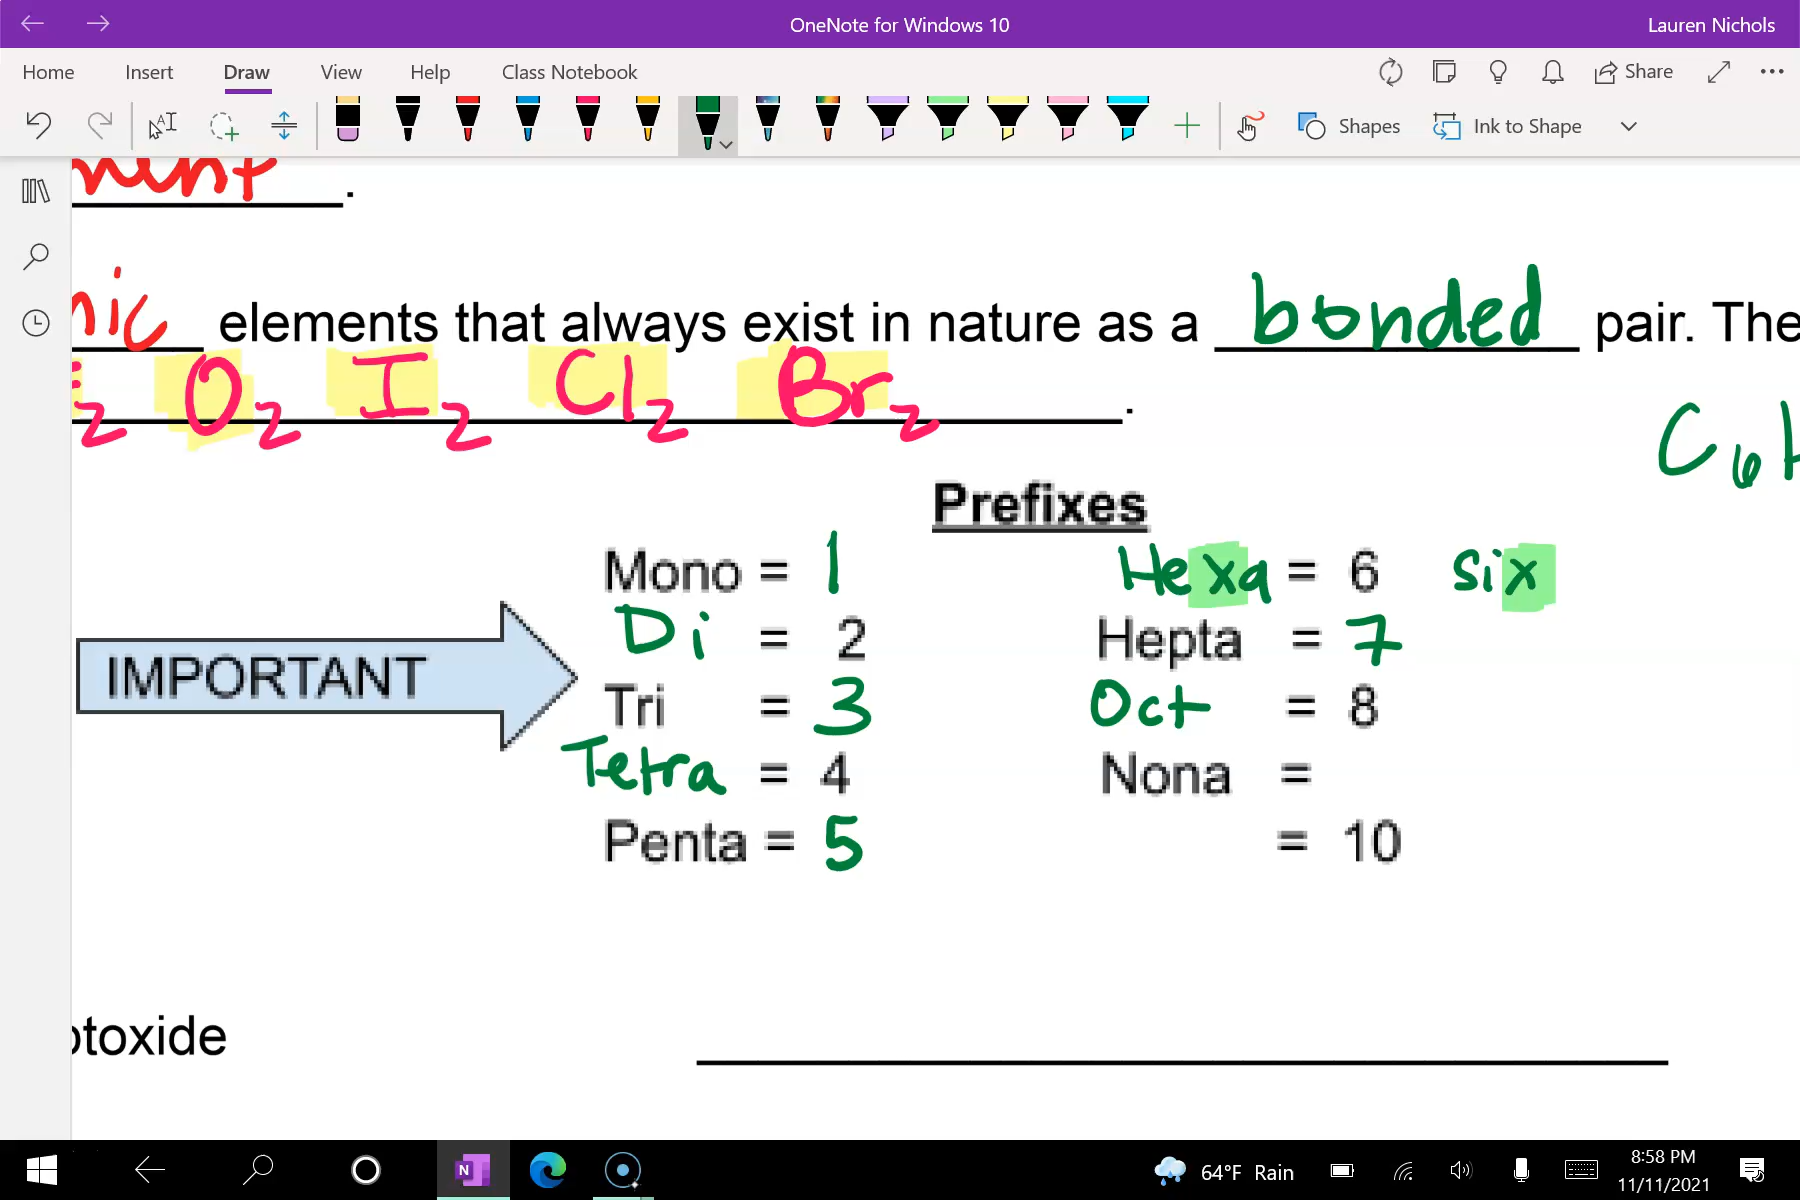 OneNote for Windows 10
Lauren Nichols
Home Insert Draw View Help Class Notebook
Share
Shapes Ink to Shape
.
elements that always exist in nature as a bonded pair. The
2 O2 I2 Cl2 Br2 .
C6
Prefixes
Mono = 1 Hexa = 6 six
Di = 2 Hepta = 7
IMPORTANT
Tri = 3 Oct = 8
Tetra = 4 Nona =
Penta = 5 = 10
otoxide
64°F Rain
8:58 PM
11/11/2021